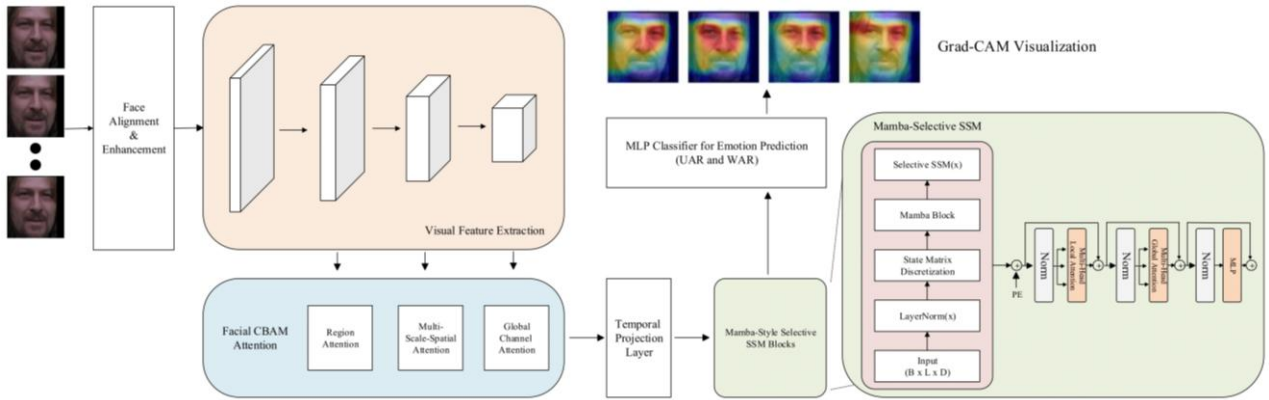 Face
Alignment
&
Enhancement
Visual Feature Extraction
Facial CBAM
Attention
Region
Attention
Multi-
Scale-Spatial
Attention
Global
Channel
Attention
Temporal
Projection
Layer
Mamba-Style Selective
SSM Blocks
MLP Classifier for Emotion Prediction
(UAR and WAR)
Grad-CAM Visualization
Mamba-Selective SSM
Selective SSM(x)
Mamba Block
State Matrix
Discretization
LayerNorm(x)
Input
(B x L x D)
PE
Norm
Multi-Haed
Local Attention
Norm
Multi-Haed
Global Attention
Norm
MLP